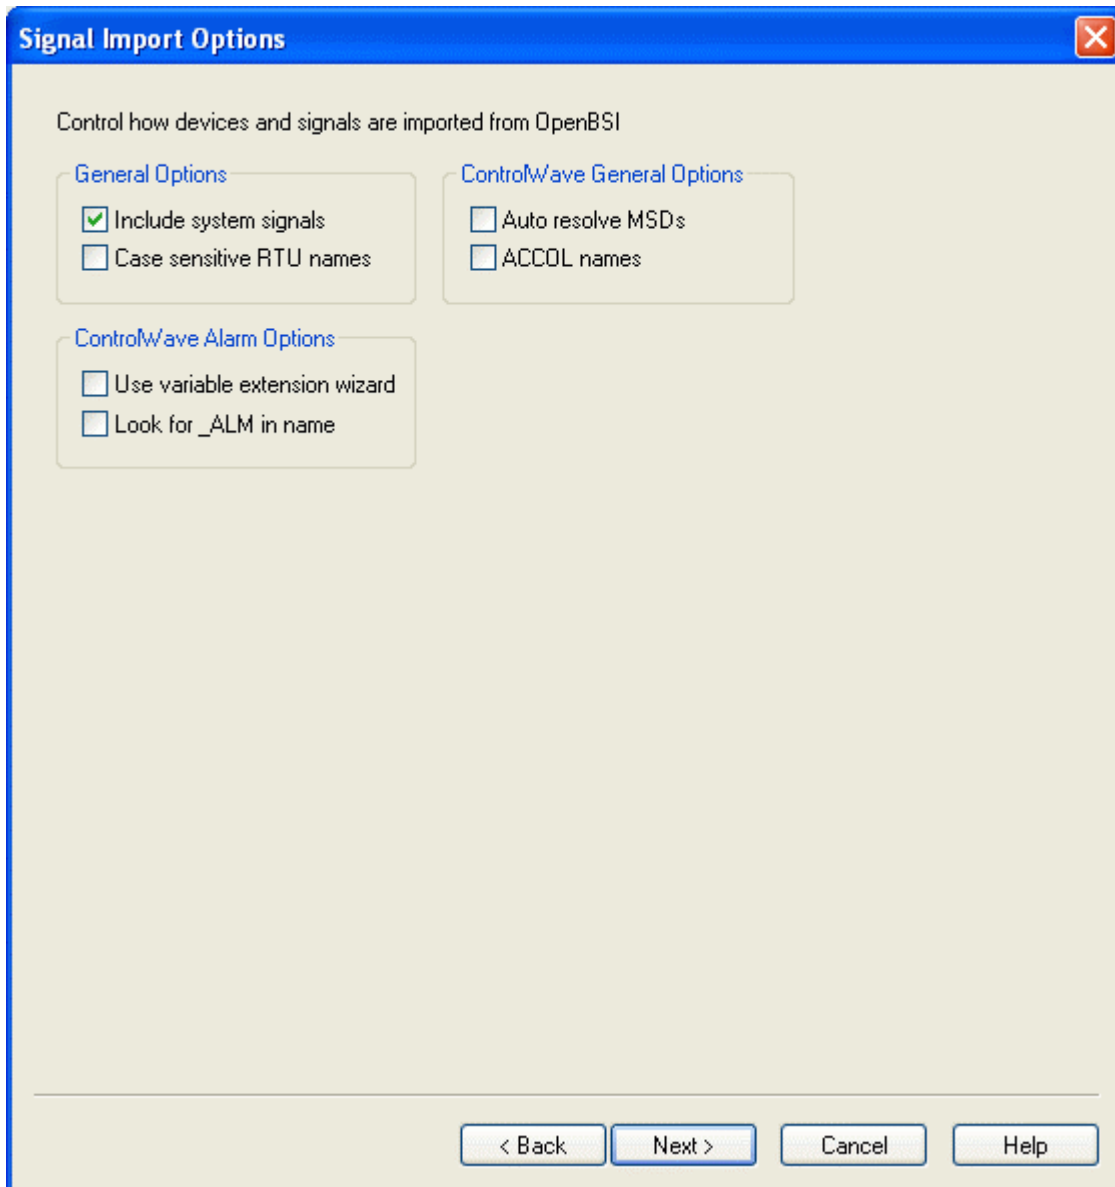 Signal Import Options
Control how devices and signals are imported from OpenBSI
General Options
Include system signals
Case sensitive RTU names
ControlWave General Options
Auto resolve MSDs
ACCOL names
ControlWave Alarm Options
Use variable extension wizard
Look for _ALM in name
< Back
Next >
Cancel
Help